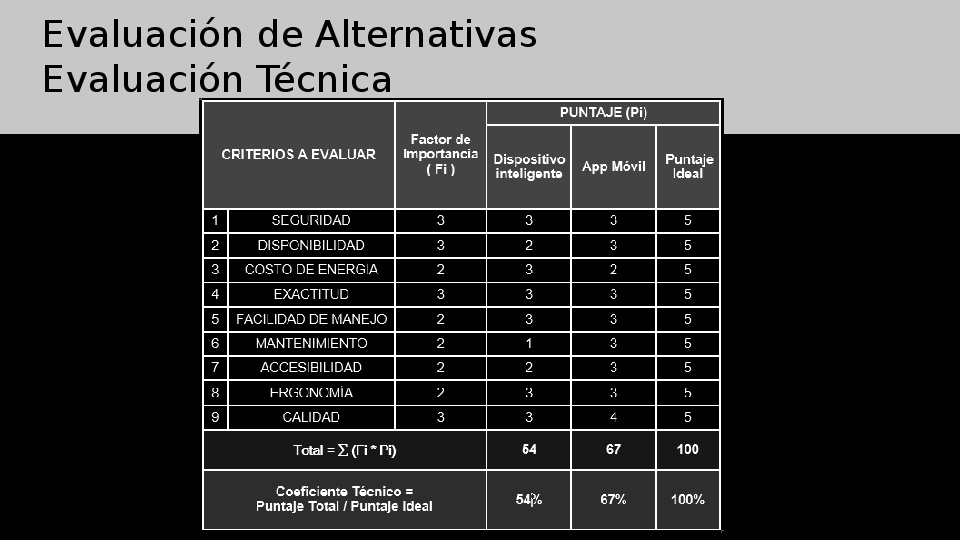 Evaluación de Alternativas
Evaluación Técnica
CRITERIOS A EVALUAR
Factor de
Importancia
( Fi )
PUNTAJE (Pi)
Dispositivo
inteligente
App Móvil
Puntaje
Ideal
1 SEGURIDAD 3 3 3 5
2 DISPONIBILIDAD 3 2 3 5
3 COSTO DE ENERGIA 2 3 2 5
4 EXACTITUD 3 3 3 5
5 FACILIDAD DE MANEJO 2 3 3 5
6 MANTENIMIENTO 2 1 3 5
7 ACCESIBILIDAD 2 2 3 5
8 ERGONOMÍA 2 3 3 5
9 CALIDAD 3 3 4 5
Total = ∑ (Fi * Pi) 54 67 100
Coeficiente Técnico =
Puntaje Total / Puntaje Ideal
54% 67% 100%